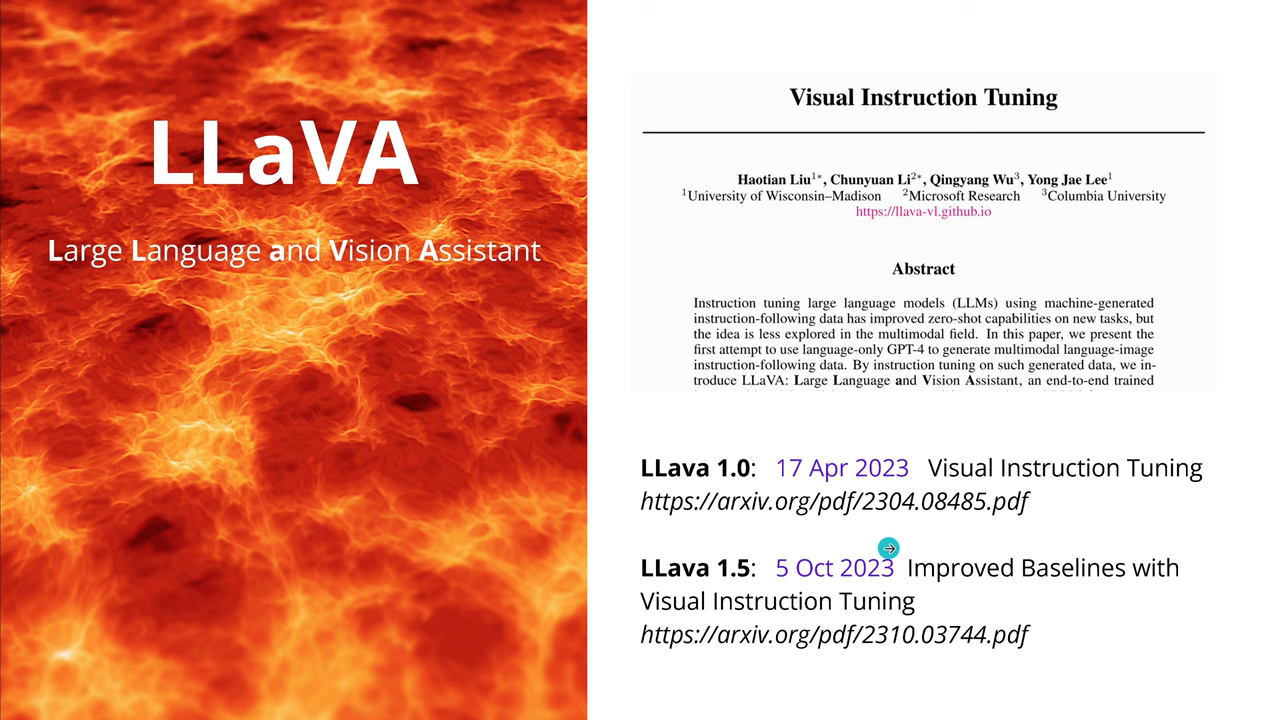 LLaVA
Large Language and Vision Assistant
Visual Instruction Tuning
Haotian Liu¹*, Chunyuan Li²*, Qingyang Wu³, Yong Jae Lee¹
¹University of Wisconsin–Madison ²Microsoft Research ³Columbia University
https://llava-vl.github.io
Abstract
Instruction tuning large language models (LLMs) using machine-generated
instruction-following data has improved zero-shot capabilities on new tasks, but
the idea is less explored in the multimodal field. In this paper, we present the
first attempt to use language-only GPT-4 to generate multimodal language-image
instruction-following data. By instruction tuning on such generated data, we in-
troduce LLaVA: Large Language and Vision Assistant, an end-to-end trained
LLava 1.0: 17 Apr 2023 Visual Instruction Tuning
https://arxiv.org/pdf/2304.08485.pdf
LLava 1.5: 5 Oct 2023 Improved Baselines with
Visual Instruction Tuning
https://arxiv.org/pdf/2310.03744.pdf